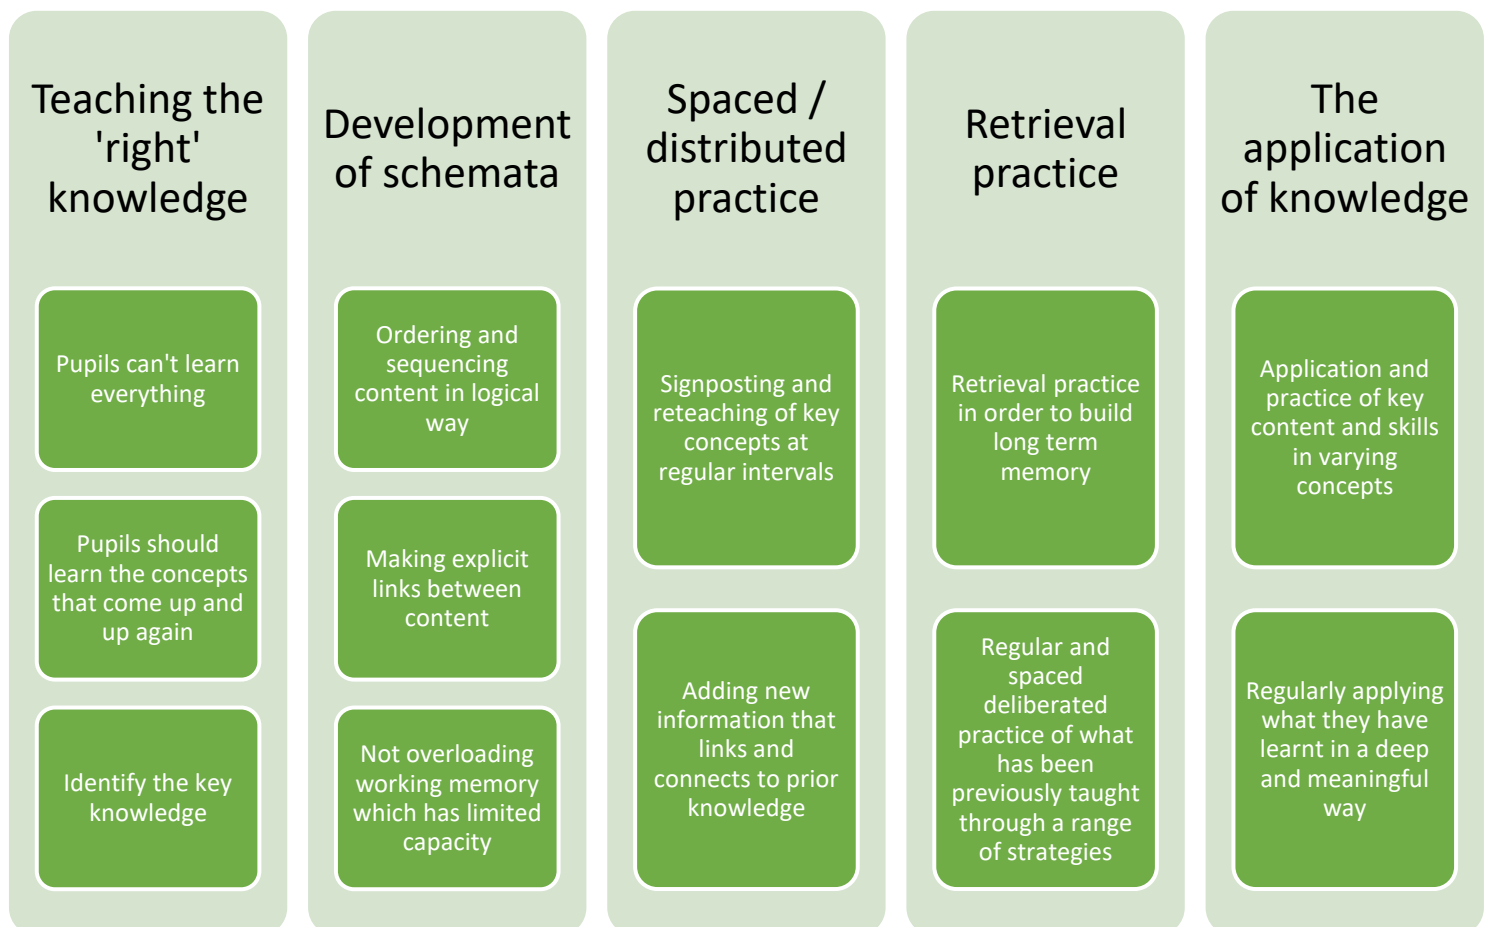 Teaching the
'right'
knowledge
Pupils can't learn
everything
Pupils should
learn the concepts
that come up and
up again
Identify the key
knowledge
Development
of schemata
Ordering and
sequencing
content in logical
way
Making explicit
links between
content
Not overloading
working memory
which has limited
capacity
Spaced /
distributed
practice
Signposting and
reteaching of key
concepts at
regular intervals
Adding new
information that
links and
connects to prior
knowledge
Retrieval
practice
Retrieval practice
in order to build
long term
memory
Regular and
spaced
deliberated
practice of what
has been
previously taught
through a range
of strategies
The
application
of knowledge
Application and
practice of key
content and skills
in varying
concepts
Regularly applying
what they have
learnt in a deep
and meaningful
way